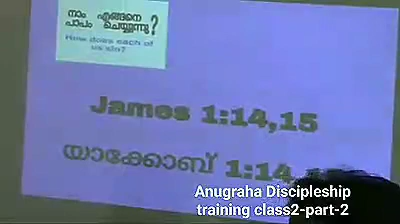 നാം എങ്ങനെ
പാപം ചെയ്യുന്നു?
How does each of
us sin?
James 1:14,15
യാക്കോബ് 1:14,
Anugraha Discipleship
training class2-part-2